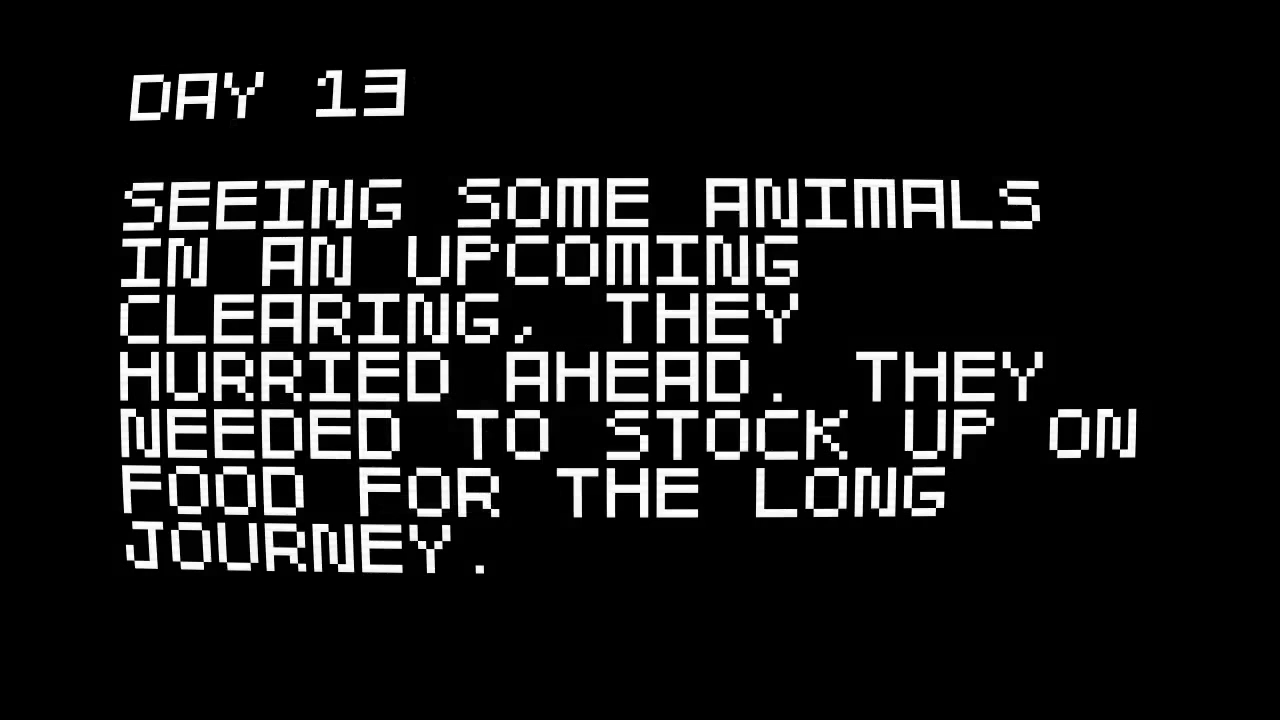 DAY 13
SEEING SOME ANIMALS
IN AN UPCOMING
CLEARING, THEY
HURRIED AHEAD. THEY
NEEDED TO STOCK UP ON
FOOD FOR THE LONG
JOURNEY.